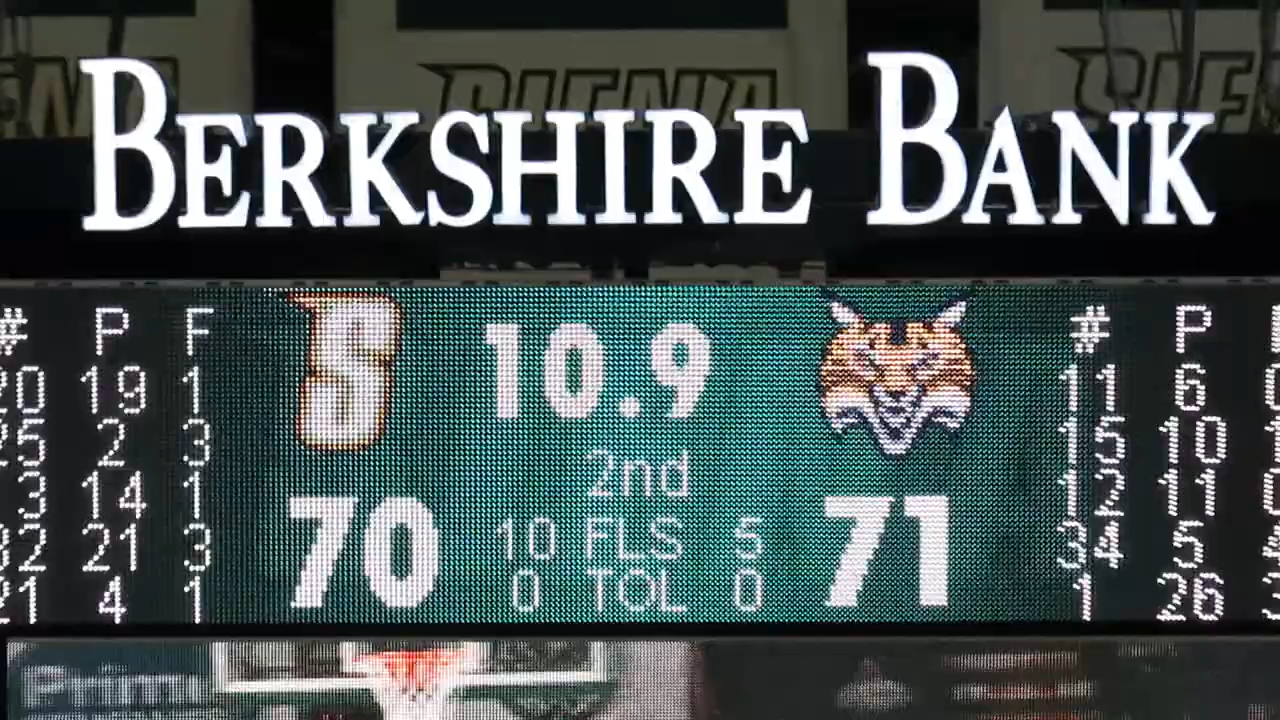 SIENA
BERKSHIRE BANK
# P F
20 19 1
25 2 3
3 14 1
32 21 3
21 4 1
S
10.9
2nd
70 71
10 FLS 5
0 TOL 0
# P
11 6
15 10
12 11
34 5
1 26